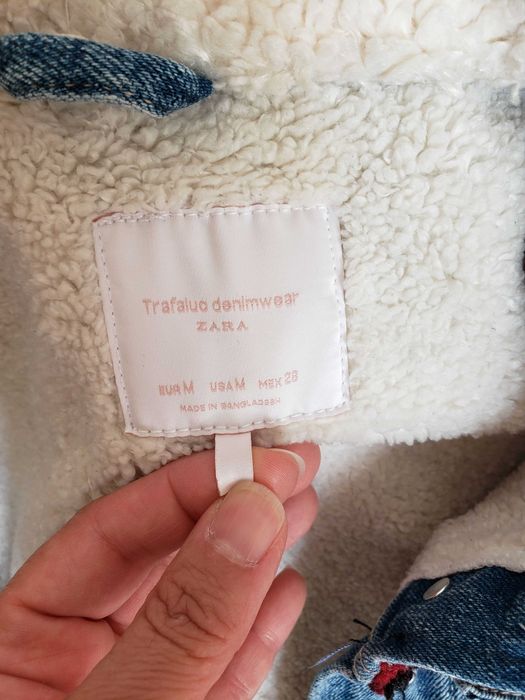 Trafaluc denimwear
ZARA
EUR M USA M MEX 28
MADE IN BANGLADESH